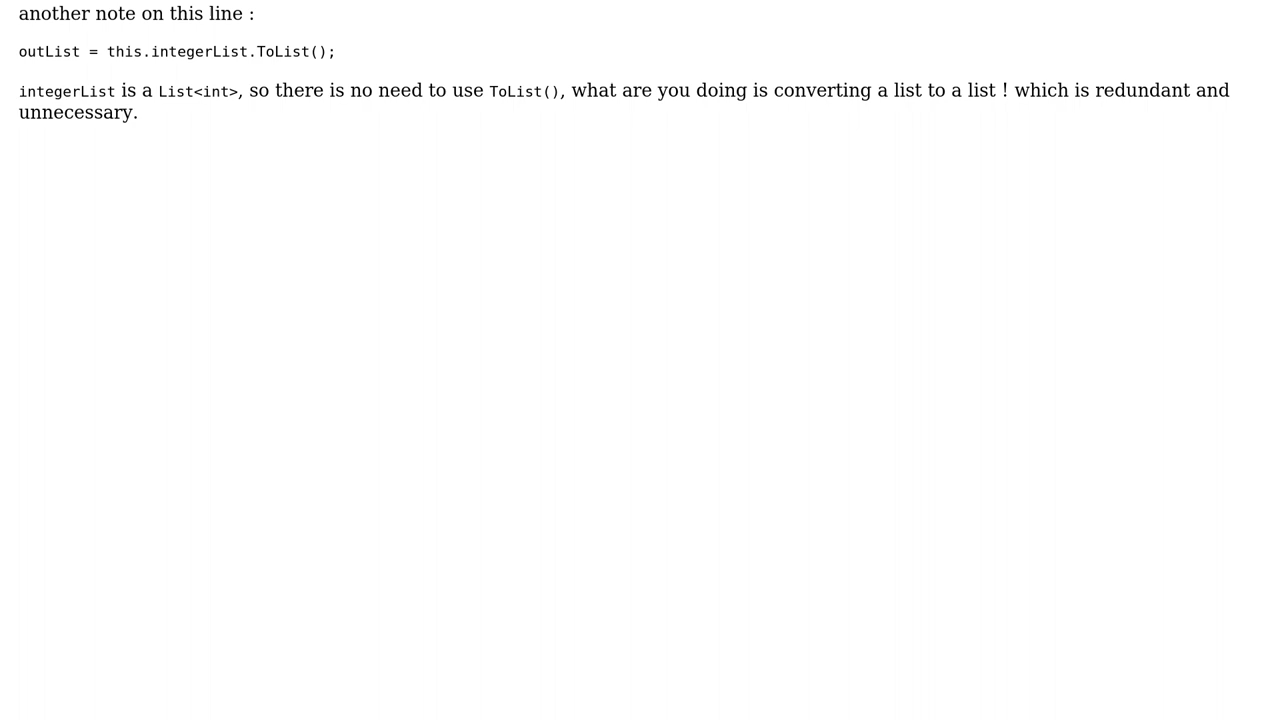 another note on this line :
outList = this.integerList.ToList();
integerList is a List<int>, so there is no need to use ToList(), what are you doing is converting a list to a list ! which is redundant and
unnecessary.